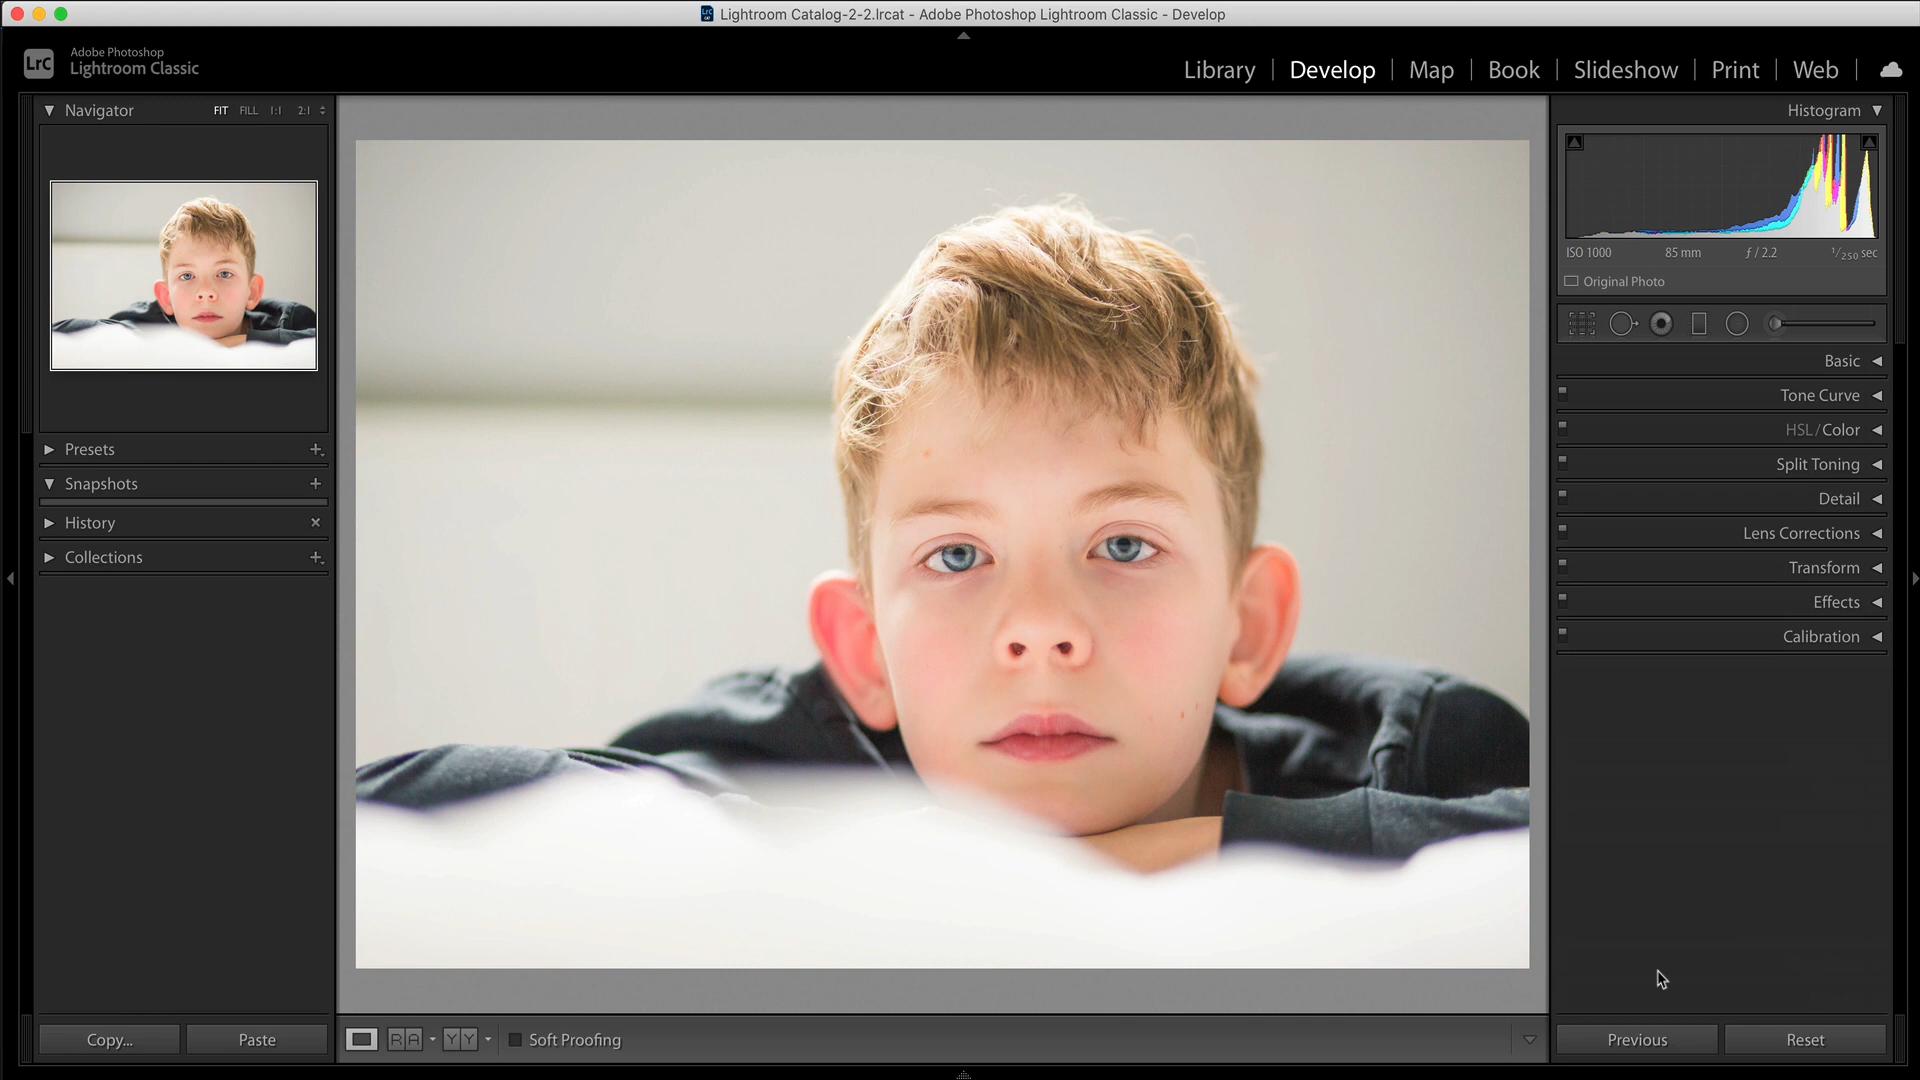 Lightroom Catalog-2-2.lrcat - Adobe Photoshop Lightroom Classic - Develop
LrC
Adobe Photoshop
Lightroom Classic
Library | Develop | Map | Book | Slideshow | Print | Web |
Navigator FIT FILL 1:1 2:1
Histogram
ISO 1000 85 mm ƒ / 2.2 1/250 sec
Original Photo
Basic
Tone Curve
HSL / Color
Split Toning
Detail
Lens Corrections
Transform
Effects
Calibration
Presets
Snapshots
History
Collections
Copy... Paste
R A Y Y Soft Proofing
Previous Reset